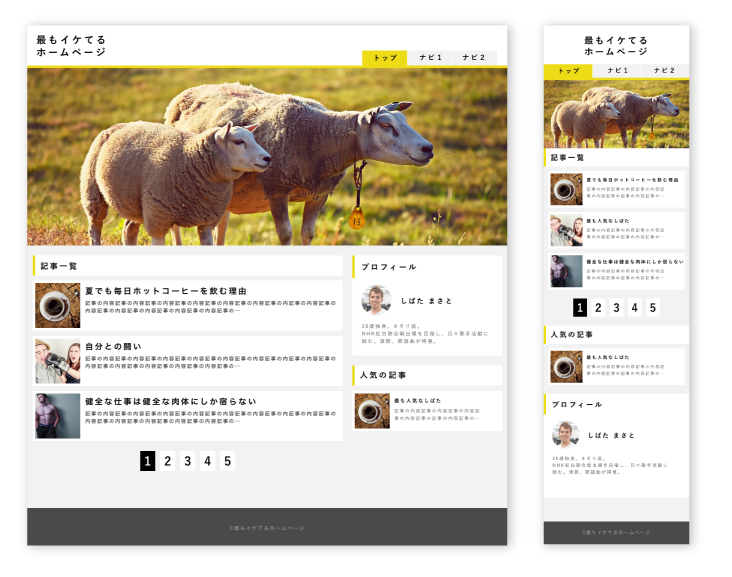 最もイケてる
ホームページ
トップ
ナビ1
ナビ2
13
記事一覧
夏でも毎日ホットコーヒーを飲む理由
記事の内容記事の内容記事の内容記事の内容記事の内容記事の内容記事の内記事の内容記事の
内容記事の内容記事の内容記事の内容記事の内容記事の…
自分との闘い
記事の内容記事の内容記事の内容記事の内容記事の内容記事の内容記事の内記事の内容記事の
内容記事の内容記事の内容記事の内容記事の内容記事の…
健全な仕事は健全な肉体にしか宿らない
記事の内容記事の内容記事の内容記事の内容記事の内容記事の内容記事の内記事の内容記事の
内容記事の内容記事の内容記事の内容記事の内容記事の…
1 2 3 4 5
プロフィール
しばた まさと
26歳独身。さそり座。
NHK紅白歌合戦出場を目指し、日々歌手活動に
励む。演歌、歌謡曲が得意。
人気の記事
最も人気なしばた
記事の内容記事の内容記事の内容記
事の内容記事の記事の内容記事の…
©最もイケてるホームページ
最もイケてる
ホームページ
トップ
ナビ1
ナビ2
記事一覧
夏でも毎日ホットコーヒーを飲む理由
記事の内容記事の内容記事の内容記
事の内容記事の記事の内容記事の…
最も人気なしばた
記事の内容記事の内容記事の内容記
事の内容記事の記事の内容記事の…
健全な仕事は健全な肉体にしか宿らない
記事の内容記事の内容記事の内容記
事の内容記事の記事の内容記事の…
1 2 3 4 5
人気の記事
最も人気なしばた
記事の内容記事の内容記事の内容記
事の内容記事の記事の内容記事の…
プロフィール
しばた まさと
26歳独身。さそり座。
NHK紅白歌合戦出場を目指し、日々歌手活動に
励む。演歌、歌謡曲が得意。
©最もイケてるホームページ